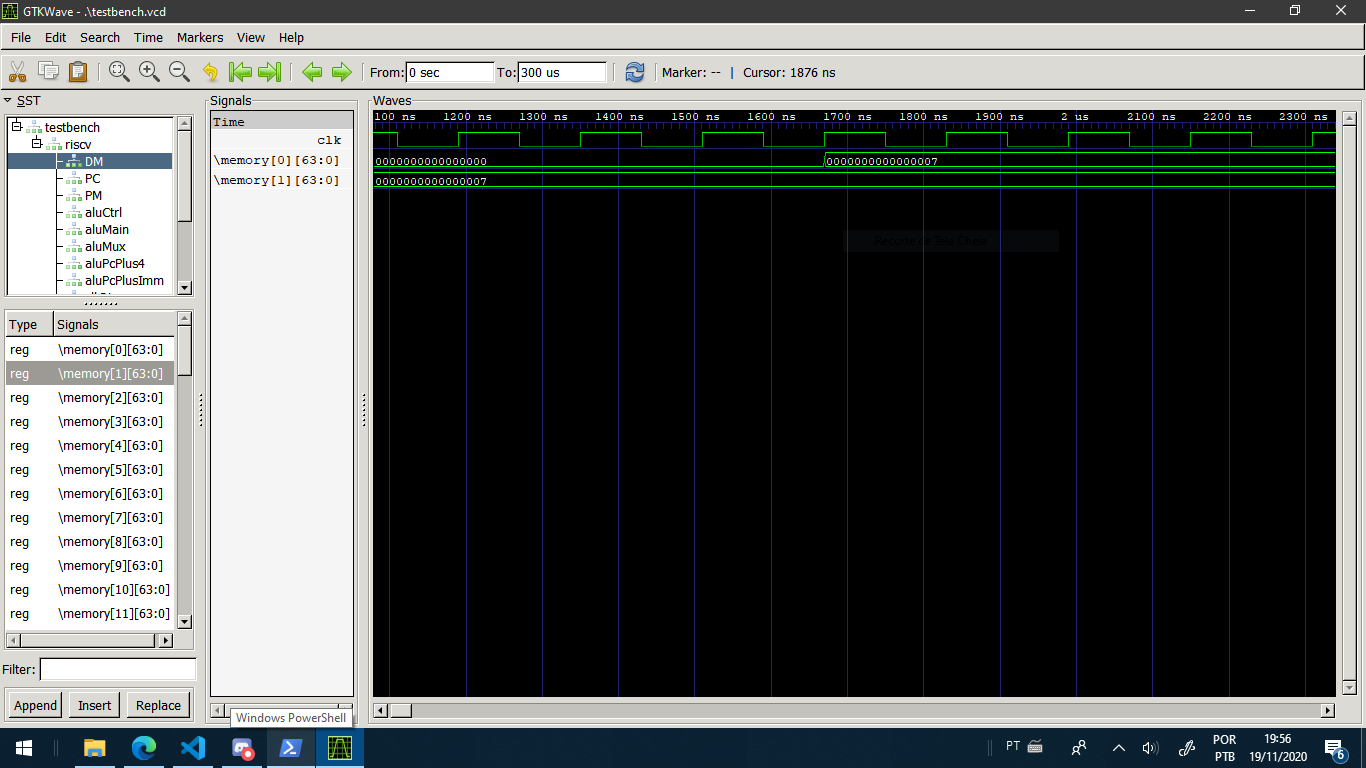 GTKWave - .\testbench.vcd
File Edit Search Time Markers View Help
From: 0 sec To: 300 us Marker: -- | Cursor: 1876 ns
SST
testbench
riscv
DM
PC
PM
aluCtrl
aluMain
aluMux
aluPcPlus4
aluPcPlusImm
Type Signals
reg \memory[0][63:0]
reg \memory[1][63:0]
reg \memory[2][63:0]
reg \memory[3][63:0]
reg \memory[4][63:0]
reg \memory[5][63:0]
reg \memory[6][63:0]
reg \memory[7][63:0]
reg \memory[8][63:0]
reg \memory[9][63:0]
reg \memory[10][63:0]
reg \memory[11][63:0]
Filter:
Append Insert Replace
Signals
Time
clk
\memory[0][63:0]
\memory[1][63:0]
Waves
100 ns 1200 ns 1300 ns 1400 ns 1500 ns 1600 ns 1700 ns 1800 ns 1900 ns 2 us 2100 ns 2200 ns 2300 ns
0000000000000000 0000000000000007
0000000000000007
Recorte de Tela Cheia
Windows PowerShell
PT
POR
PTB
19:56
19/11/2020
6